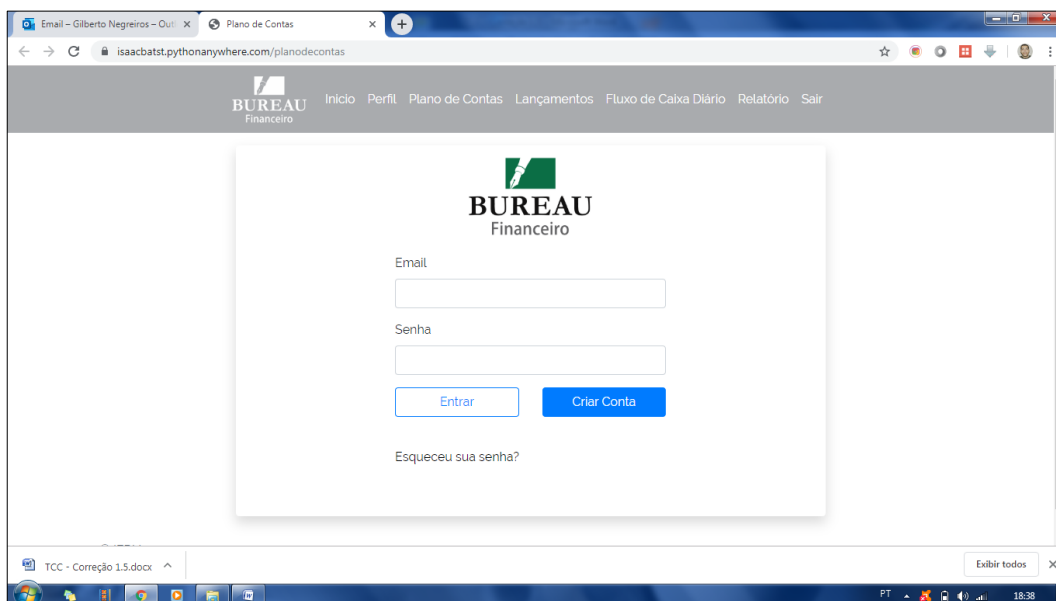 Email – Gilberto Negreiros – Outl
Plano de Contas
isaacbatst.pythonanywhere.com/planodecontas
BUREAU
Financeiro
Inicio Perfil Plano de Contas Lançamentos Fluxo de Caixa Diário Relatório Sair
BUREAU
Financeiro
Email
Senha
Entrar Criar Conta
Esqueceu sua senha?
TCC - Correção 1.5.docx
Exibir todos
PT 18:38